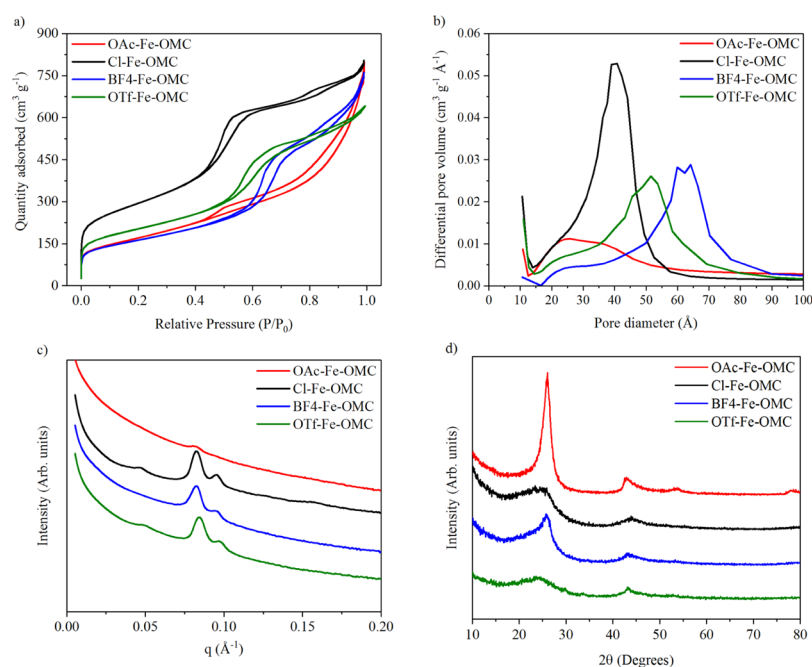 a)
OAc-Fe-OMC
Cl-Fe-OMC
BF4-Fe-OMC
OTf-Fe-OMC
Quantity adsorbed (cm³ g⁻¹)
900
750
600
450
300
150
0
0.0 0.2 0.4 0.6 0.8 1.0
Relative Pressure (P/P₀)
b)
OAc-Fe-OMC
Cl-Fe-OMC
BF4-Fe-OMC
OTf-Fe-OMC
Differential pore volume (cm³ g⁻¹ Å⁻¹)
0.06
0.05
0.04
0.03
0.02
0.01
0.00
0 10 20 30 40 50 60 70 80 90 100
Pore diameter (Å)
c)
OAc-Fe-OMC
Cl-Fe-OMC
BF4-Fe-OMC
OTf-Fe-OMC
Intensity (Arb. units)
0.00 0.05 0.10 0.15 0.20
q (Å⁻¹)
d)
OAc-Fe-OMC
Cl-Fe-OMC
BF4-Fe-OMC
OTf-Fe-OMC
Intensity (Arb. units)
10 20 30 40 50 60 70 80
2θ (Degrees)